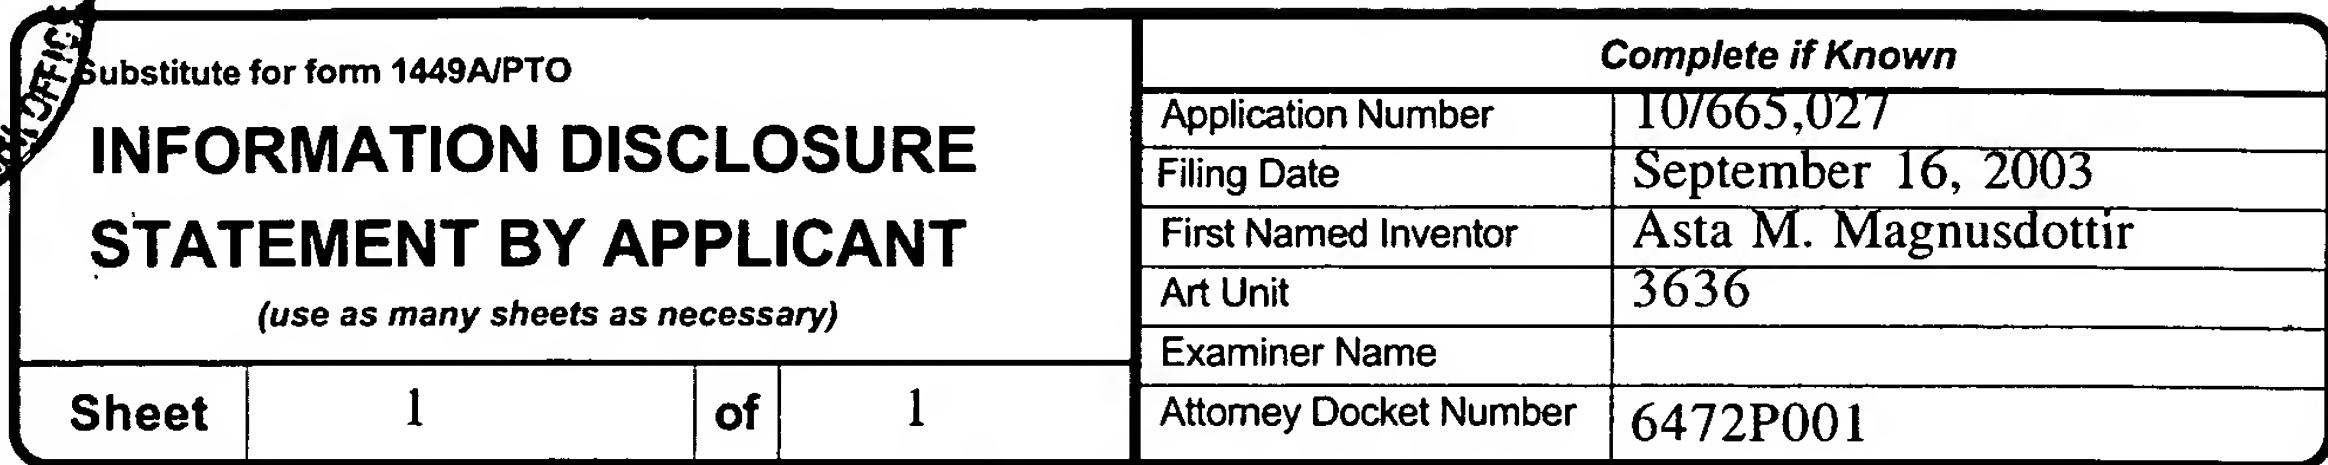 Substitute for form 1449A/PTO
INFORMATION DISCLOSURE
STATEMENT BY APPLICANT
(use as many sheets as necessary)
Sheet 1 of 1
Complete if Known
Application Number 10/665,027
Filing Date September 16, 2003
First Named Inventor Asta M. Magnusdottir
Art Unit 3636
Examiner Name
Attorney Docket Number 6472P001